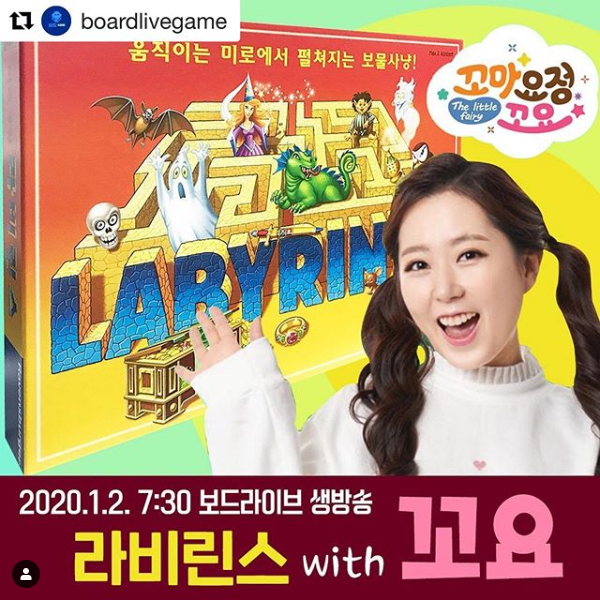 boardlivegame
움직이는 미로에서 펼쳐지는 보물사냥!
꼬마요정
The little fairy
꼬요
LABYRIN
2020.1.2. 7:30 보드라이브 생방송
라비린스 with 꼬요